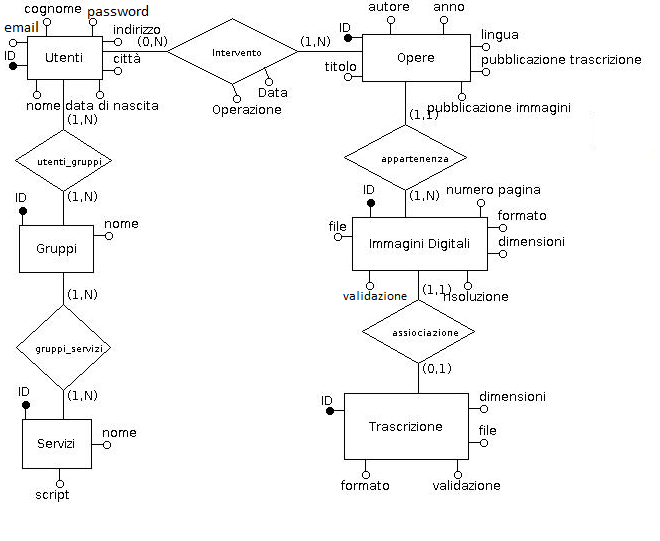 cognome
password
autore
anno
email
indirizzo
ID
lingua
(0,N)
Intervento
(1,N)
ID
Utenti
città
titolo
Opere
pubblicazione trascrizione
Data
nome
data di nascita
Operazione
pubblicazione immagini
(1,N)
(1,1)
utenti_gruppi
appartenenza
(1,N)
(1,N)
ID
ID
numero pagina
nome
file
formato
Gruppi
Immagini Digitali
dimensioni
(1,N)
validazione
(1,1)
risoluzione
gruppi_servizi
assiociazione
(1,N)
(0,1)
ID
ID
dimensioni
nome
Trascrizione
file
Servizi
script
formato
validazione